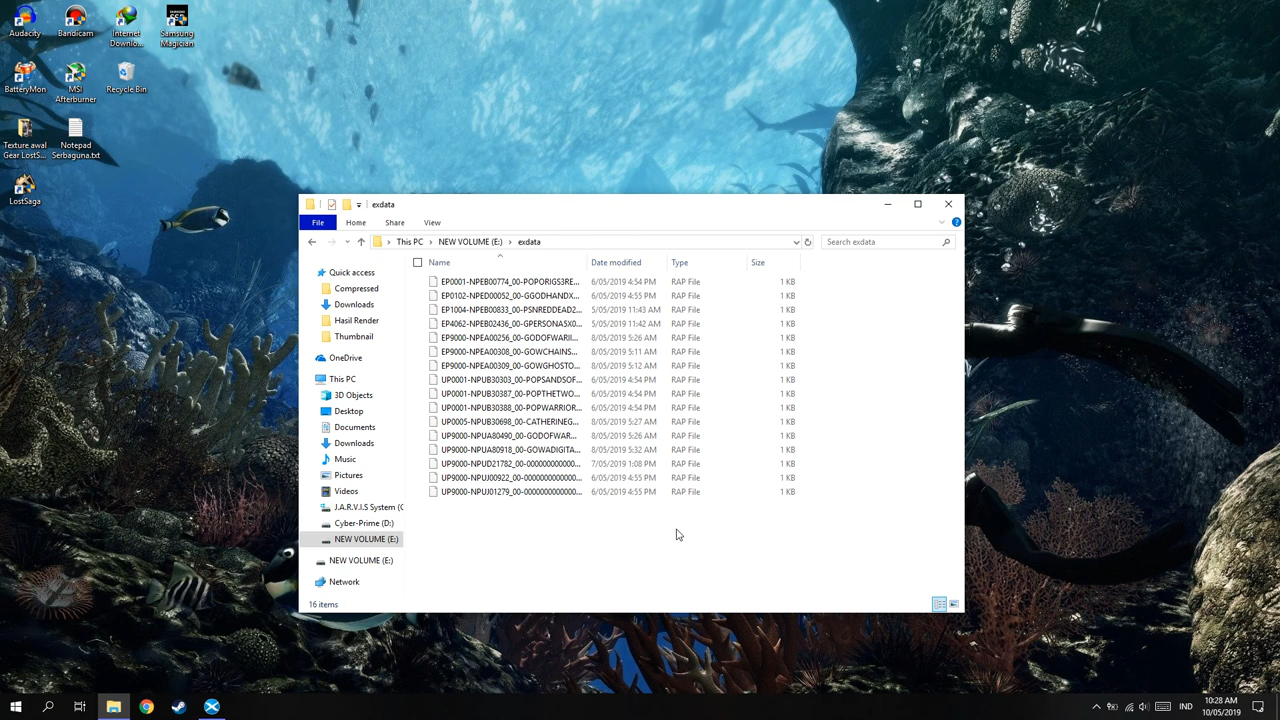 Audacity
Bandicam
Internet
Downlo...
Samsung
Magician
BatteryMon
MSI
Afterburner
Recycle Bin
Texture awal
Gear LostS...
Notepad
Serbaguna.txt
LostSaga
exdata
File Home Share View
This PC > NEW VOLUME (E:) > exdata
Search exdata
Name Date modified Type Size
EP0001-NPEB00774_00-POPORIGS3RE... 6/05/2019 4:54 PM RAP File 1 KB
EP0102-NPED00052_00-GGODHANDX... 6/05/2019 4:55 PM RAP File 1 KB
EP1004-NPEB00833_00-PSNREDDEAD2... 5/05/2019 11:43 AM RAP File 1 KB
EP4062-NPEB02436_00-GPERSONA5X0... 5/05/2019 11:42 AM RAP File 1 KB
EP9000-NPEA00256_00-GODOFWARII... 8/05/2019 5:26 AM RAP File 1 KB
EP9000-NPEA00308_00-GOWCHAINS... 8/05/2019 5:11 AM RAP File 1 KB
EP9000-NPEA00309_00-GOWGHOSTO... 8/05/2019 5:12 AM RAP File 1 KB
UP0001-NPUB30303_00-POPSANDSOF... 6/05/2019 4:54 PM RAP File 1 KB
UP0001-NPUB30387_00-POPTHETWO... 6/05/2019 4:54 PM RAP File 1 KB
UP0001-NPUB30388_00-POPWARRIOR... 6/05/2019 4:54 PM RAP File 1 KB
UP0005-NPUB30698_00-CATHERINEG... 8/05/2019 5:27 AM RAP File 1 KB
UP9000-NPUA80490_00-GODOFWAR... 8/05/2019 5:26 AM RAP File 1 KB
UP9000-NPUA80918_00-GOWADIGITA... 8/05/2019 5:32 AM RAP File 1 KB
UP9000-NPUD21782_00-000000000000... 7/05/2019 1:08 PM RAP File 1 KB
UP9000-NPUJ00922_00-000000000000... 6/05/2019 4:55 PM RAP File 1 KB
UP9000-NPUJ01279_00-000000000000... 6/05/2019 4:55 PM RAP File 1 KB
Quick access
Compressed
Downloads
Hasil Render
Thumbnail
OneDrive
This PC
3D Objects
Desktop
Documents
Downloads
Music
Pictures
Videos
J.A.R.V.I.S System (C
Cyber-Prime (D:)
NEW VOLUME (E:)
NEW VOLUME (E:)
Network
16 items
IND
10:28 AM
10/05/2019